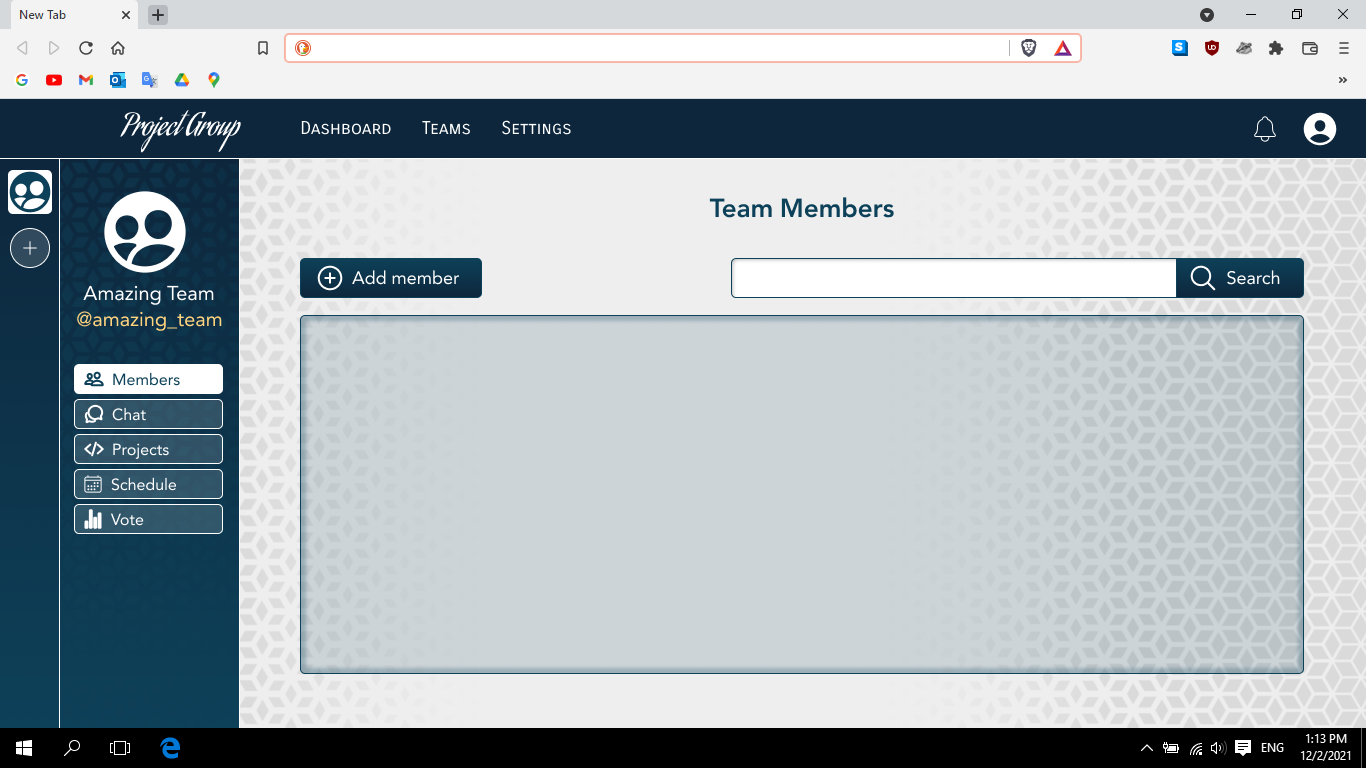 New Tab
Project Group
Dashboard
Teams
Settings
Team Members
Add member
Search
Amazing Team
@amazing_team
Members
Chat
Projects
Schedule
Vote
ENG
1:13 PM
12/2/2021